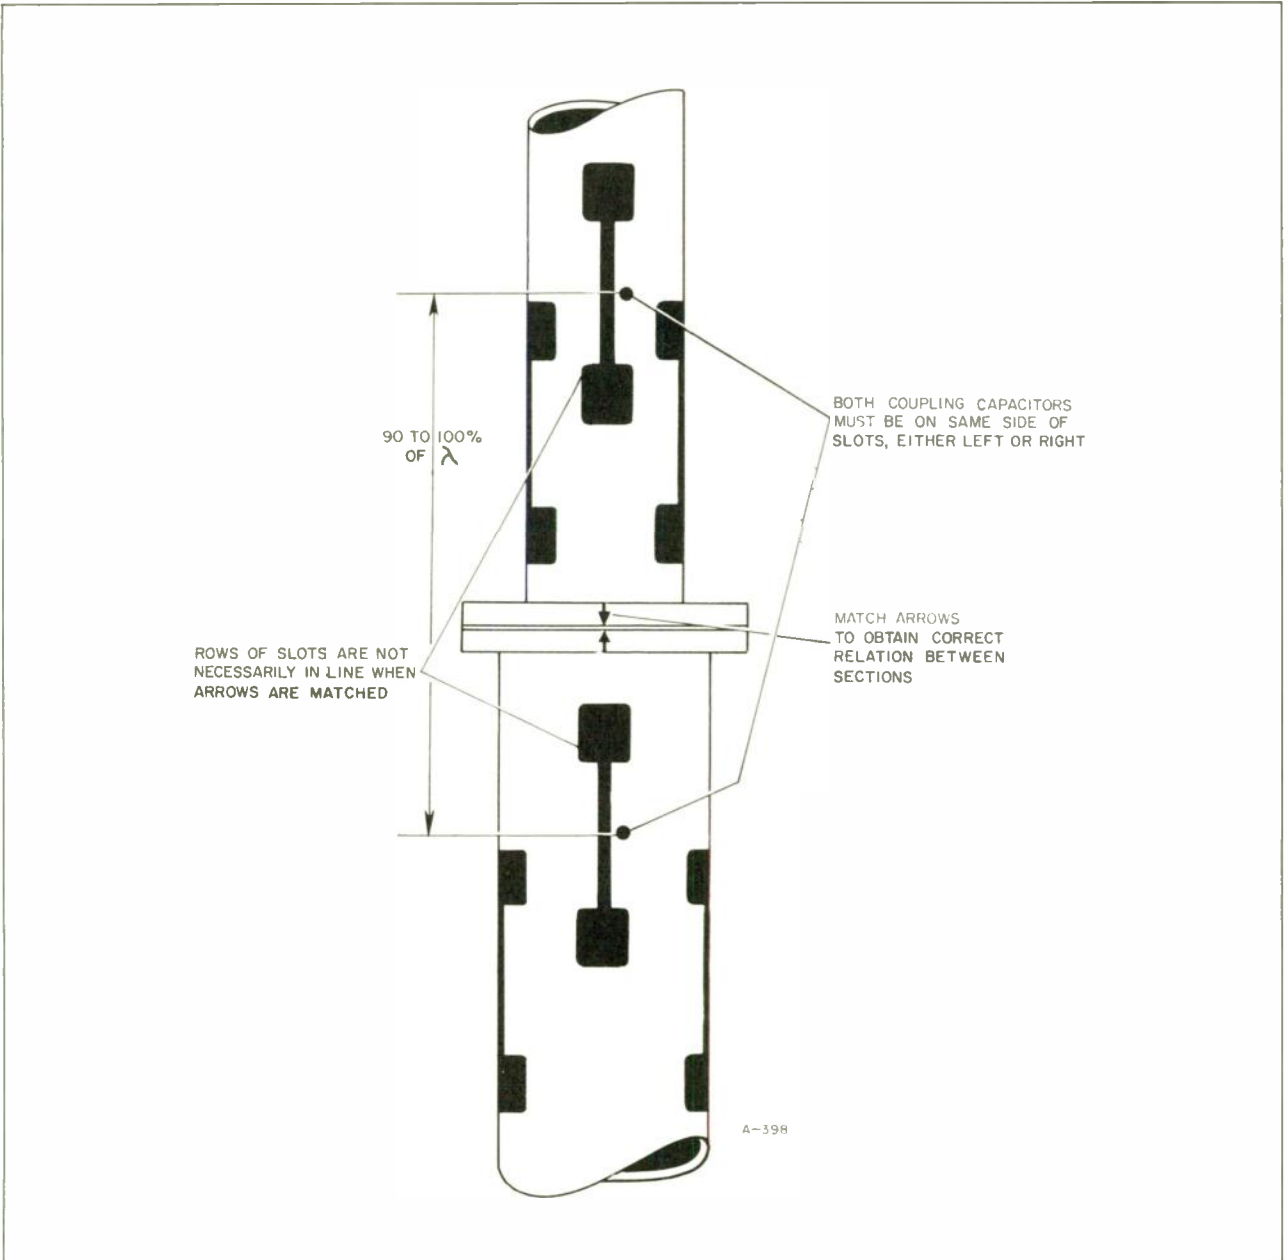 BOTH COUPLING CAPACITORS
MUST BE ON SAME SIDE OF
SLOTS, EITHER LEFT OR RIGHT
90 TO 100%
OF λ
MATCH ARROWS
TO OBTAIN CORRECT
RELATION BETWEEN
SECTIONS
ROWS OF SLOTS ARE NOT
NECESSARILY IN LINE WHEN
ARROWS ARE MATCHED
A-398